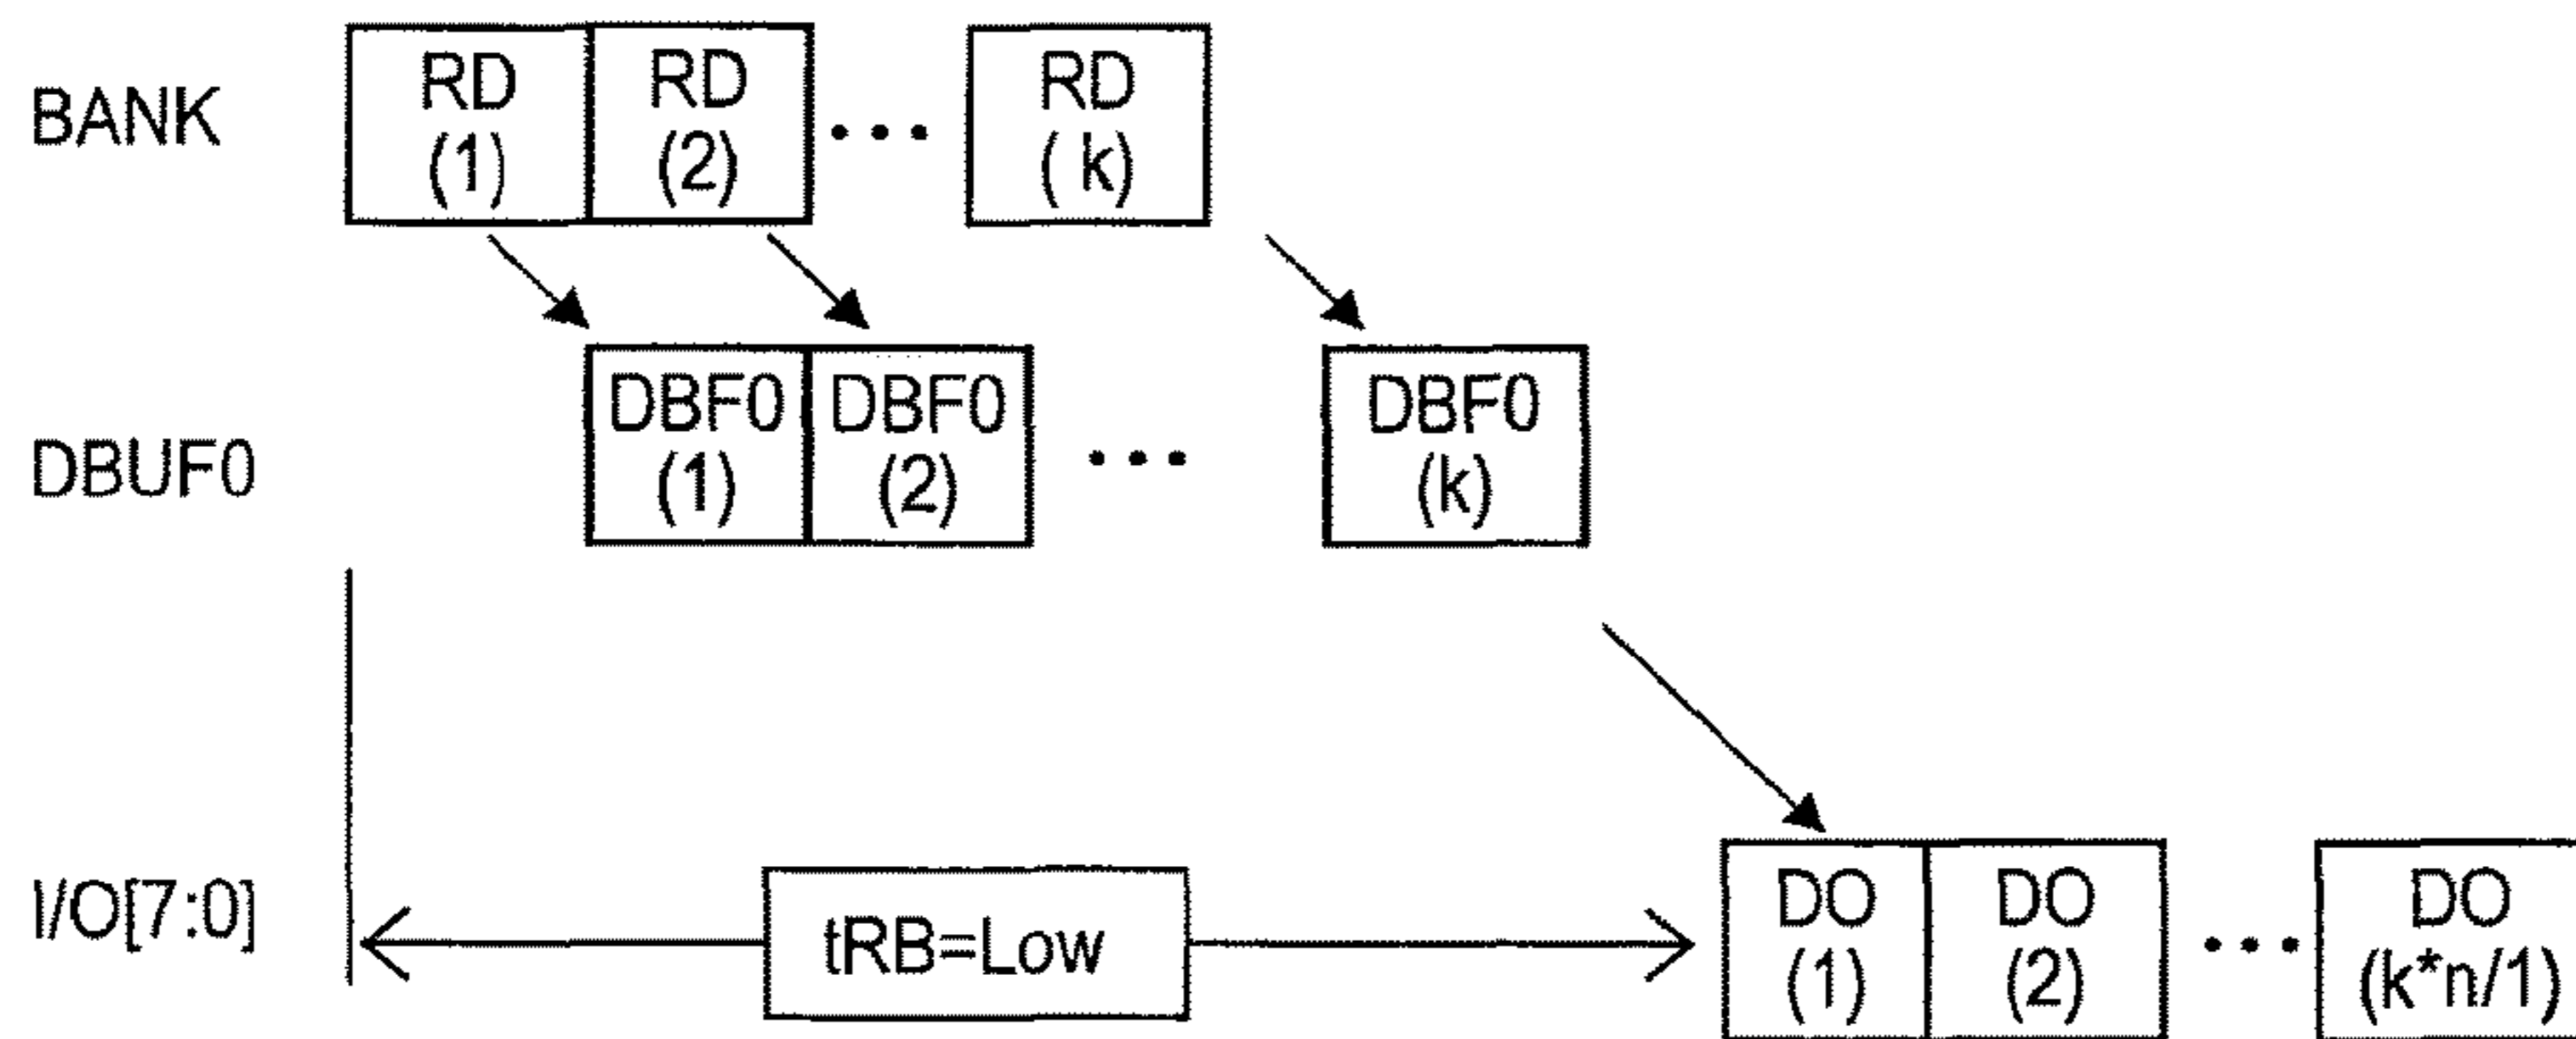 BANK
RD
(1)
RD
(2)
• • •
RD
( k)
DBUF0
DBF0
(1)
DBF0
(2)
• • •
DBF0
(k)
I/O[7:0]
tRB=Low
DO
(1)
DO
(2)
• • •
DO
(k*n/1)